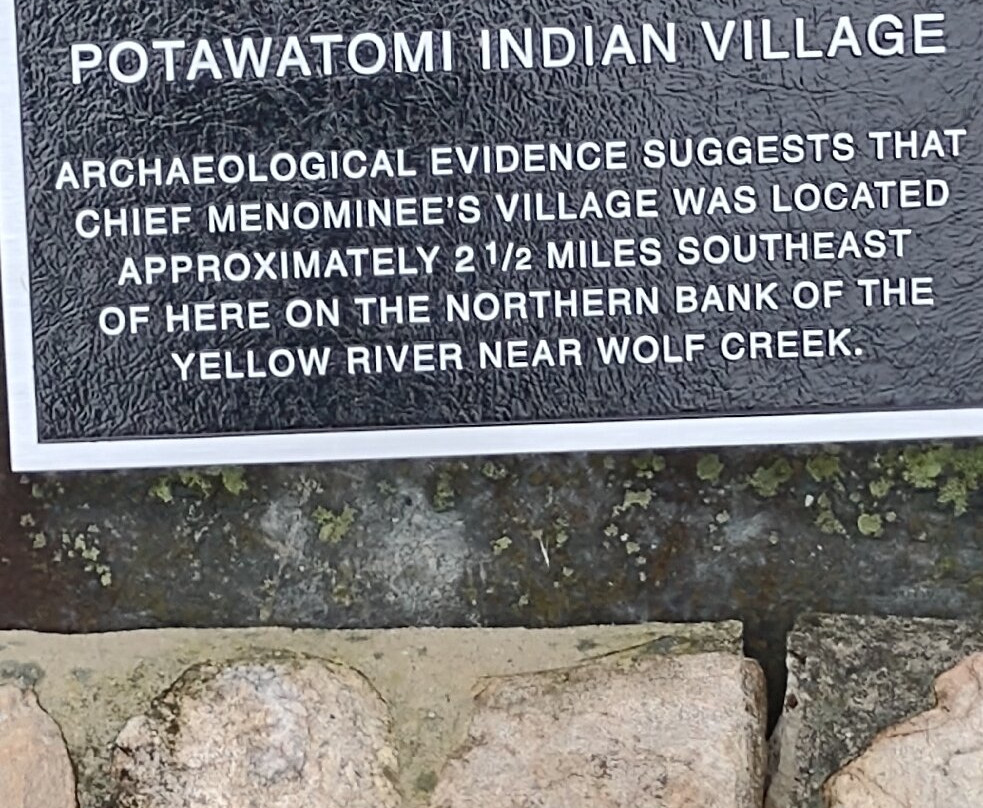 POTAWATOMI INDIAN VILLAGE
ARCHAEOLOGICAL EVIDENCE SUGGESTS THAT
CHIEF MENOMINEE'S VILLAGE WAS LOCATED
APPROXIMATELY 2 1/2 MILES SOUTHEAST
OF HERE ON THE NORTHERN BANK OF THE
YELLOW RIVER NEAR WOLF CREEK.